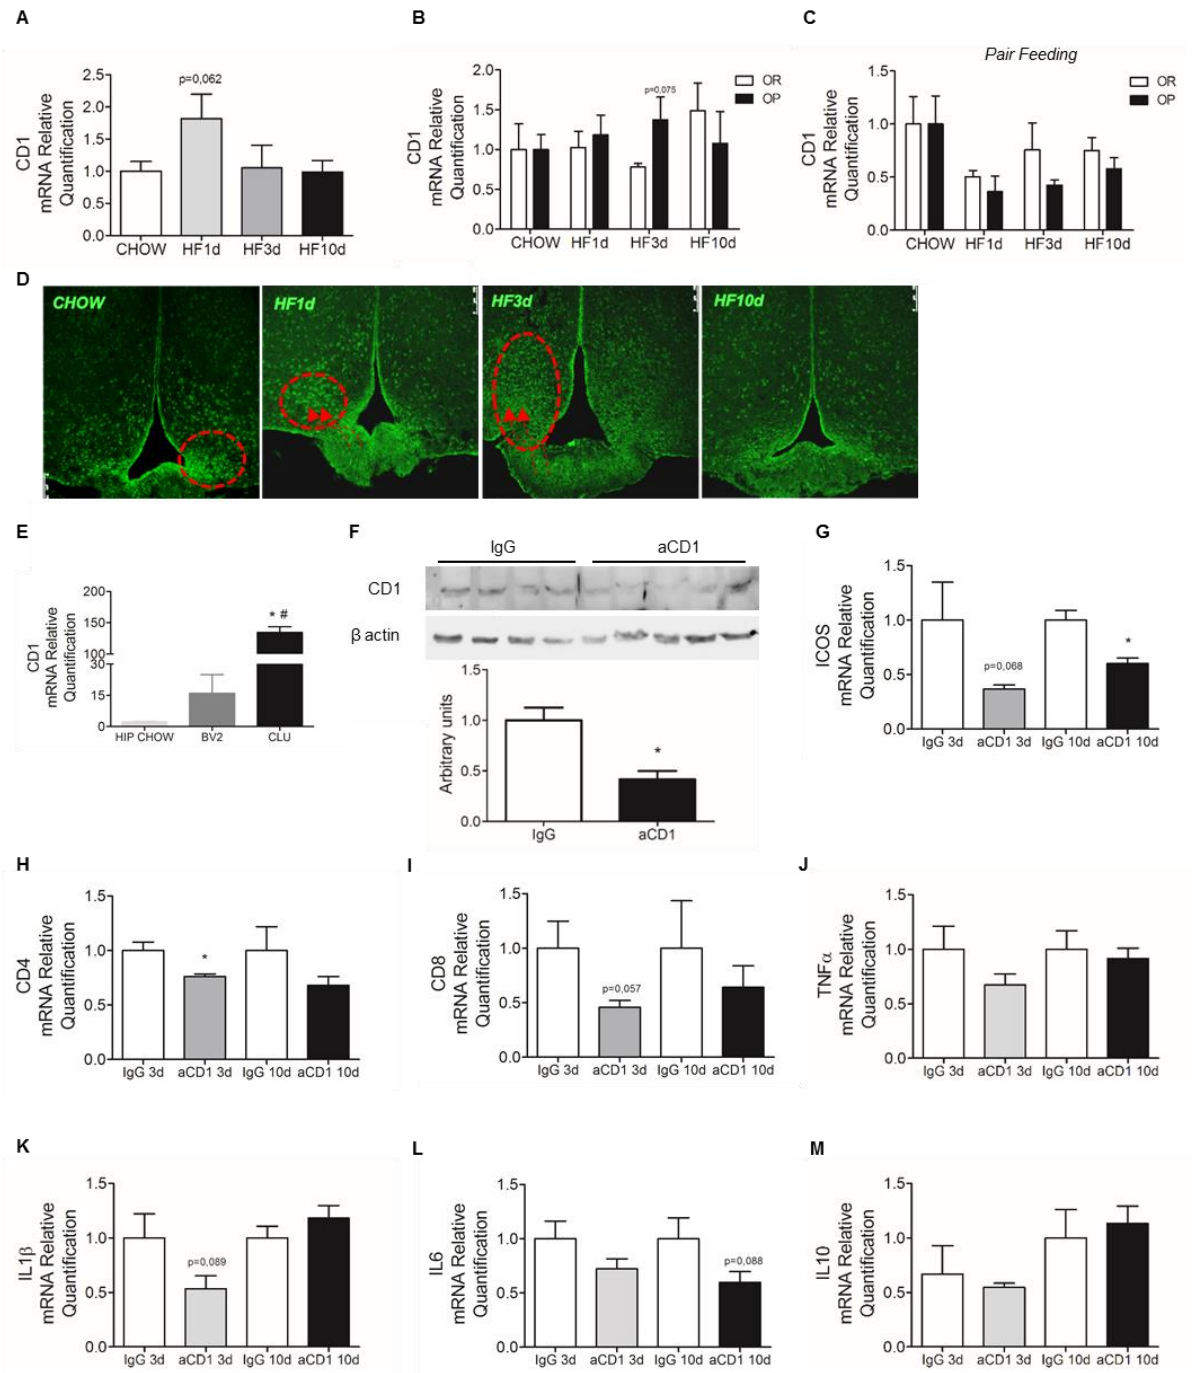 A
CD1
mRNA Relative
Quantification
2.5
2.0
1.5
1.0
0.5
0.0
p=0,062
CHOW HF1d HF3d HF10d
B
CD1
mRNA Relative
Quantification
2.0
1.5
1.0
0.5
0.0
p=0,075
OR
OP
CHOW HF1d HF3d HF10d
C
Pair Feeding
CD1
mRNA Relative
Quantification
1.5
1.0
0.5
0.0
OR
OP
CHOW HF1d HF3d HF10d
D
CHOW
HF1d
HF3d
HF10d
E
CD1
mRNA Relative
Quantification
200
150
100
30
15
0
* #
HIP CHOW BV2 CLU
F
IgG aCD1
CD1
β actin
Arbitrary units
1.5
1.0
0.5
0.0
*
IgG aCD1
G
ICOS
mRNA Relative
Quantification
1.5
1.0
0.5
0.0
p=0,068
*
IgG 3d aCD1 3d IgG 10d aCD1 10d
H
CD4
mRNA Relative
Quantification
1.5
1.0
0.5
0.0
*
IgG 3d aCD1 3d IgG 10d aCD1 10d
I
CD8
mRNA Relative
Quantification
1.5
1.0
0.5
0.0
p=0,057
IgG 3d aCD1 3d IgG 10d aCD1 10d
J
TNFα
mRNA Relative
Quantification
1.5
1.0
0.5
0.0
IgG 3d aCD1 3d IgG 10d aCD1 10d
K
IL1β
mRNA Relative
Quantification
1.5
1.0
0.5
0.0
p=0,089
IgG 3d aCD1 3d IgG 10d aCD1 10d
L
IL6
mRNA Relative
Quantification
1.5
1.0
0.5
0.0
p=0,088
IgG 3d aCD1 3d IgG 10d aCD1 10d
M
IL10
mRNA Relative
Quantification
1.5
1.0
0.5
0.0
IgG 3d aCD1 3d IgG 10d aCD1 10d